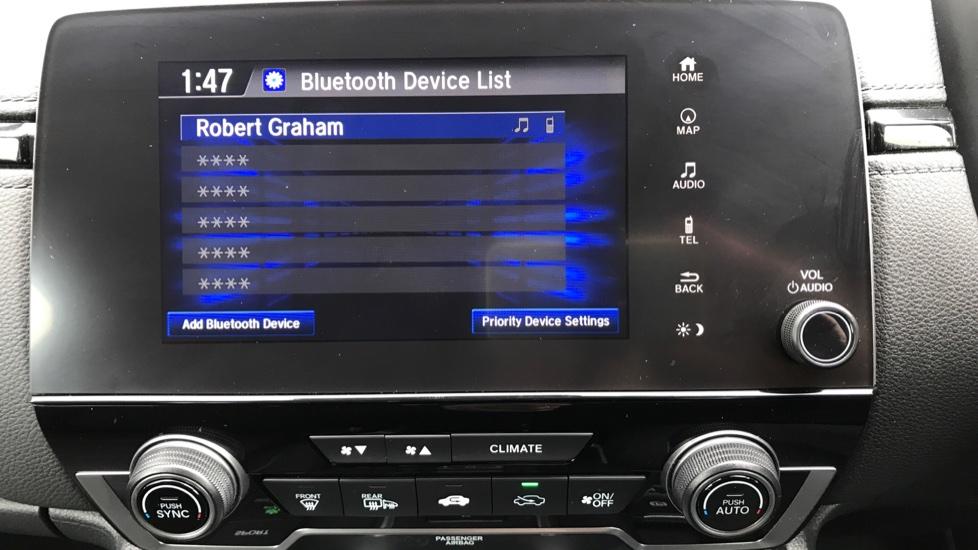 1:47 Bluetooth Device List
Robert Graham
****
****
****
****
****
Add Bluetooth Device
Priority Device Settings
HOME
MAP
AUDIO
TEL
BACK
VOL
AUDIO
CLIMATE
PUSH
SYNC
FRONT
REAR
ON/
OFF
PUSH
AUTO
PASSENGER
AIRBAG